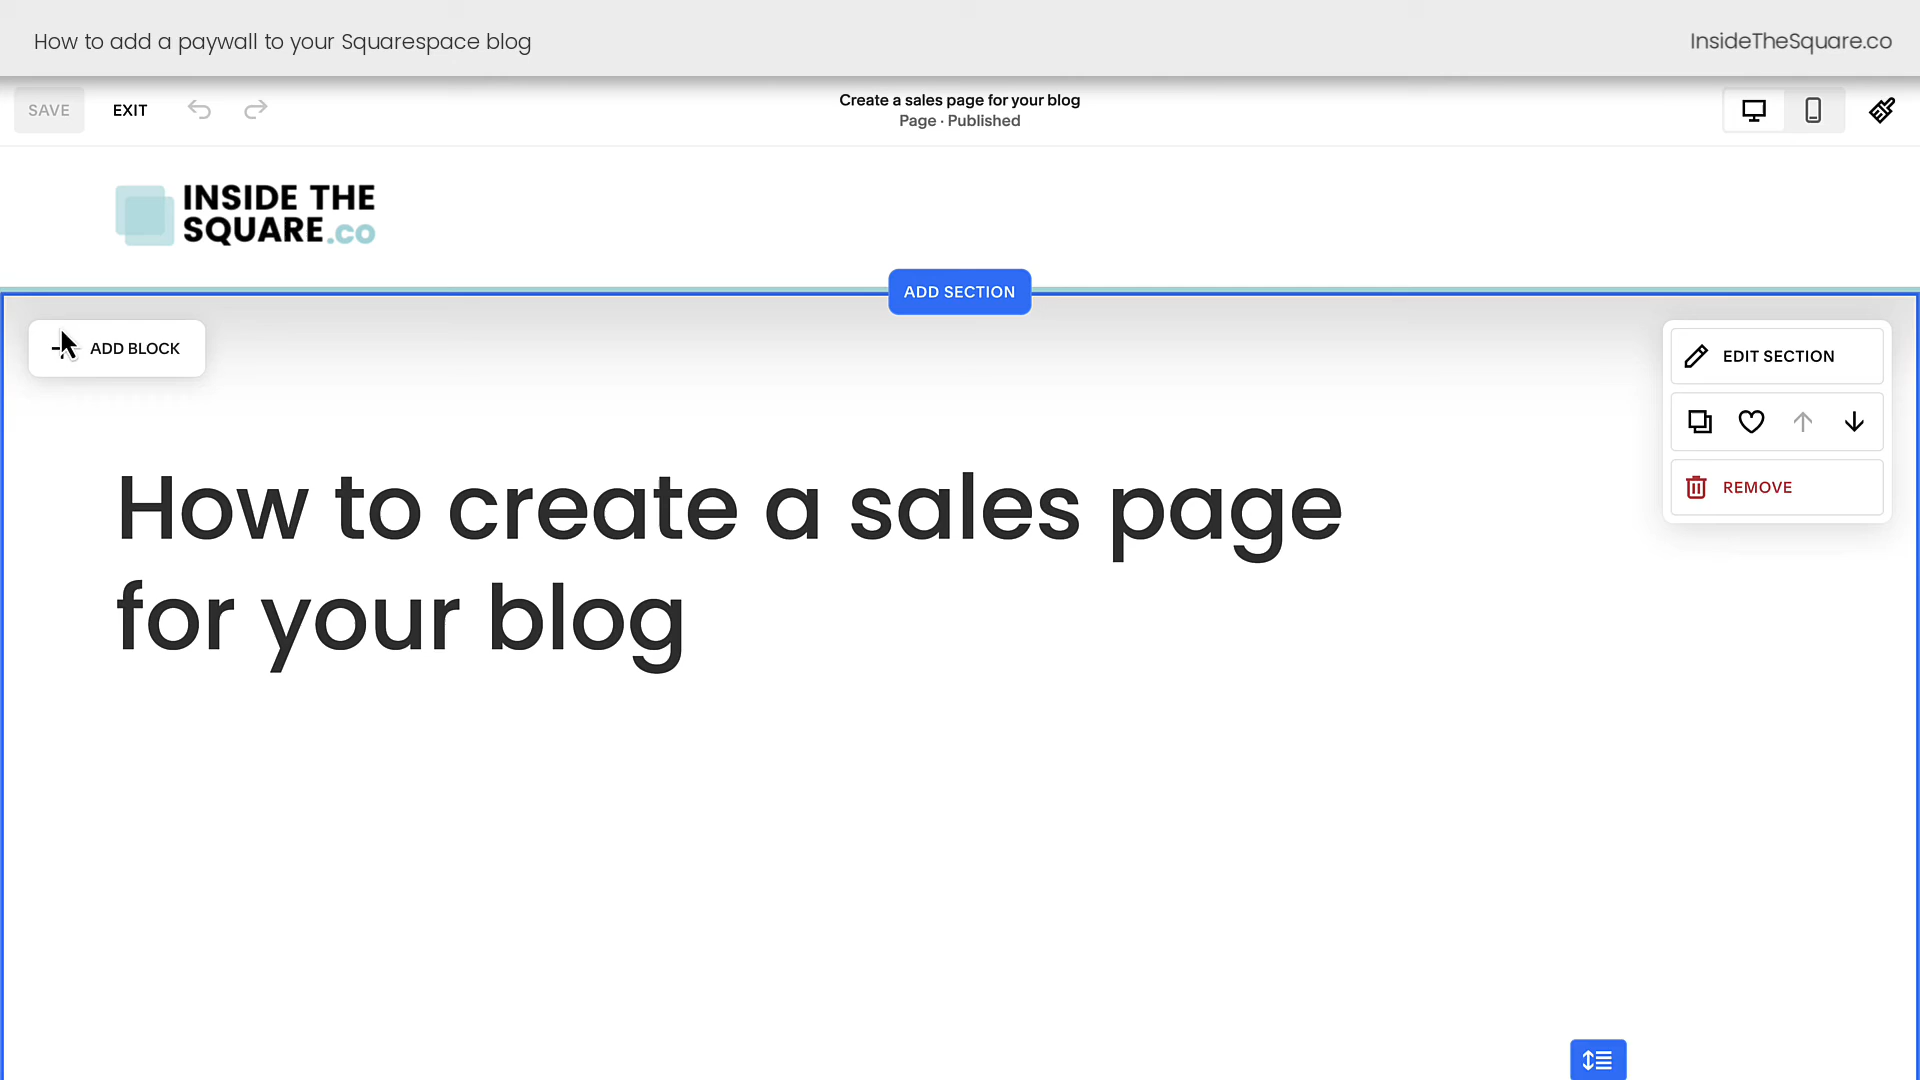 How to add a paywall to your Squarespace blog
InsideTheSquare.co
SAVE
EXIT
Create a sales page for your blog
Page · Published
INSIDE THE
SQUARE.co
ADD SECTION
ADD BLOCK
EDIT SECTION
REMOVE
How to create a sales page
for your blog